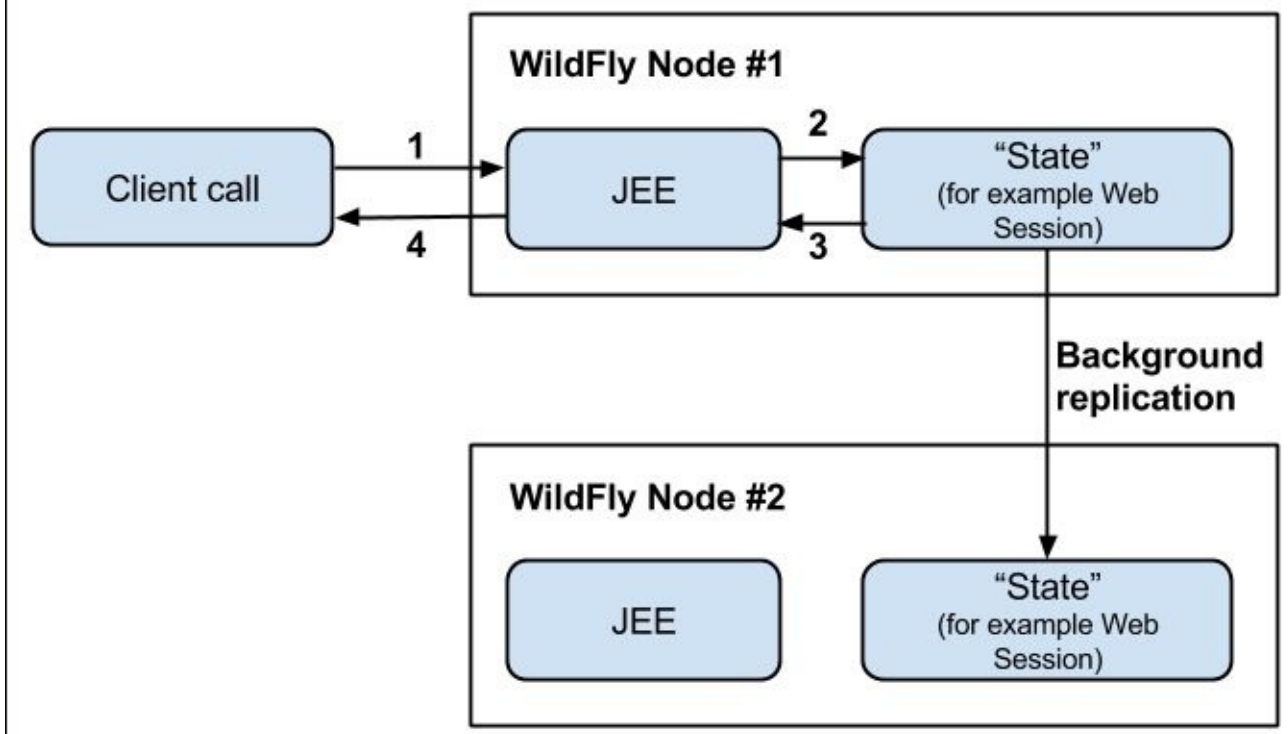 WildFly Node #1
Client call
1
4
JEE
2
3
“State”
(for example Web
Session)
Background
replication
WildFly Node #2
JEE
“State”
(for example Web
Session)